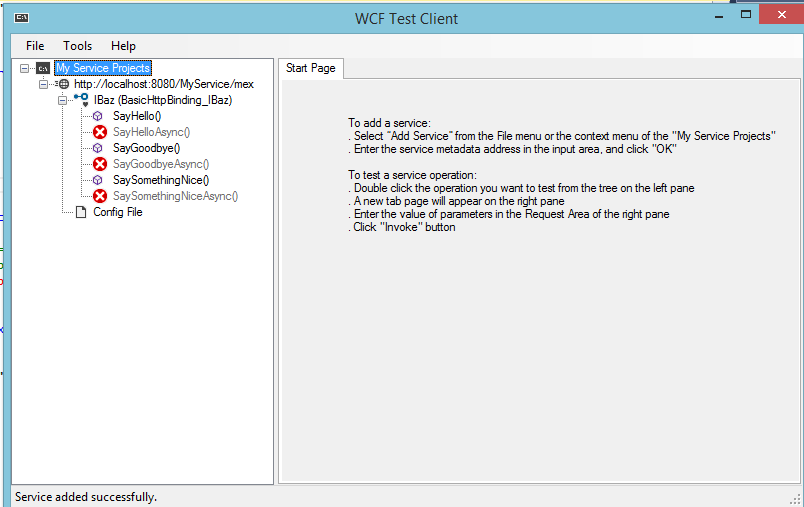 WCF Test Client
File Tools Help
My Service Projects
http://localhost:8080/MyService/mex
IBaz (BasicHttpBinding_IBaz)
SayHello()
SayHelloAsync()
SayGoodbye()
SayGoodbyeAsync()
SaySomethingNice()
SaySomethingNiceAsync()
Config File
Start Page
To add a service:
. Select "Add Service" from the File menu or the context menu of the "My Service Projects"
. Enter the service metadata address in the input area, and click "OK"
To test a service operation:
. Double click the operation you want to test from the tree on the left pane
. A new tab page will appear on the right pane
. Enter the value of parameters in the Request Area of the right pane
. Click "Invoke" button
Service added successfully.